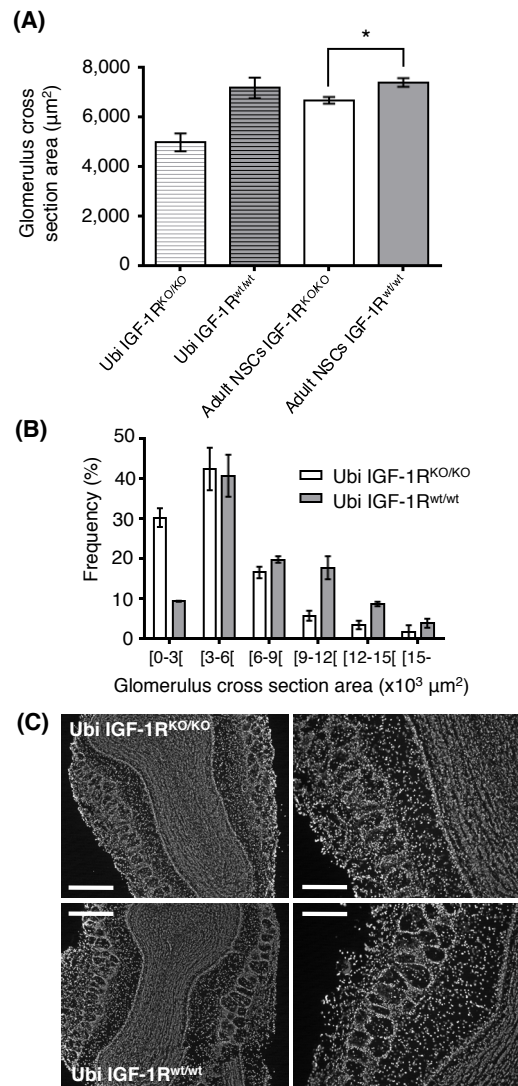 (A)
*
Glomerulus cross
section area (μm²)
8,000
6,000
4,000
2,000
0
Ubi IGF-1R^KO/KO
Ubi IGF-1R^wt/wt
Adult NSCs IGF-1R^KO/KO
Adult NSCs IGF-1R^wt/wt
(B)
Frequency (%)
50
40
30
20
10
0
Ubi IGF-1R^KO/KO
Ubi IGF-1R^wt/wt
[0-3[ [3-6[ [6-9[ [9-12[ [12-15[ [15-
Glomerulus cross section area (x10³ μm²)
(C)
Ubi IGF-1R^KO/KO
Ubi IGF-1R^wt/wt